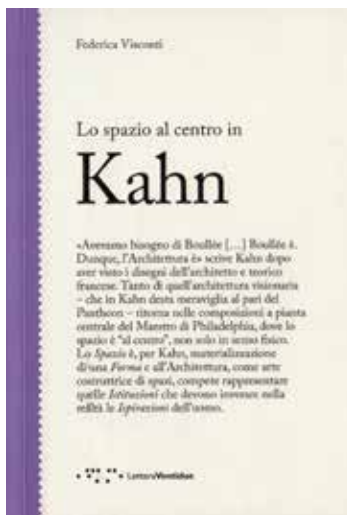 Federica Visconti
Lo spazio al centro in
Kahn
«Avevamo bisogno di Boullée […] Boullée è.
Dunque, l'Architettura è» scrive Kahn dopo
aver visto i disegni dell'architetto e teorico
francese. Tanto di quell'architettura visionaria
– che in Kahn desta meraviglia al pari del
Pantheon – ritorna nelle composizioni a pianta
centrale del Maestro di Philadelphia, dove lo
spazio è "al centro", non solo in senso fisico.
Lo Spazio è, per Kahn, materializzazione
di una Forma e all'Architettura, come arte
costruttrice di spazi, compete rappresentare
quelle Istituzioni che devono inverare nella
realtà le Ispirazioni dell'uomo.
LetteraVentidue